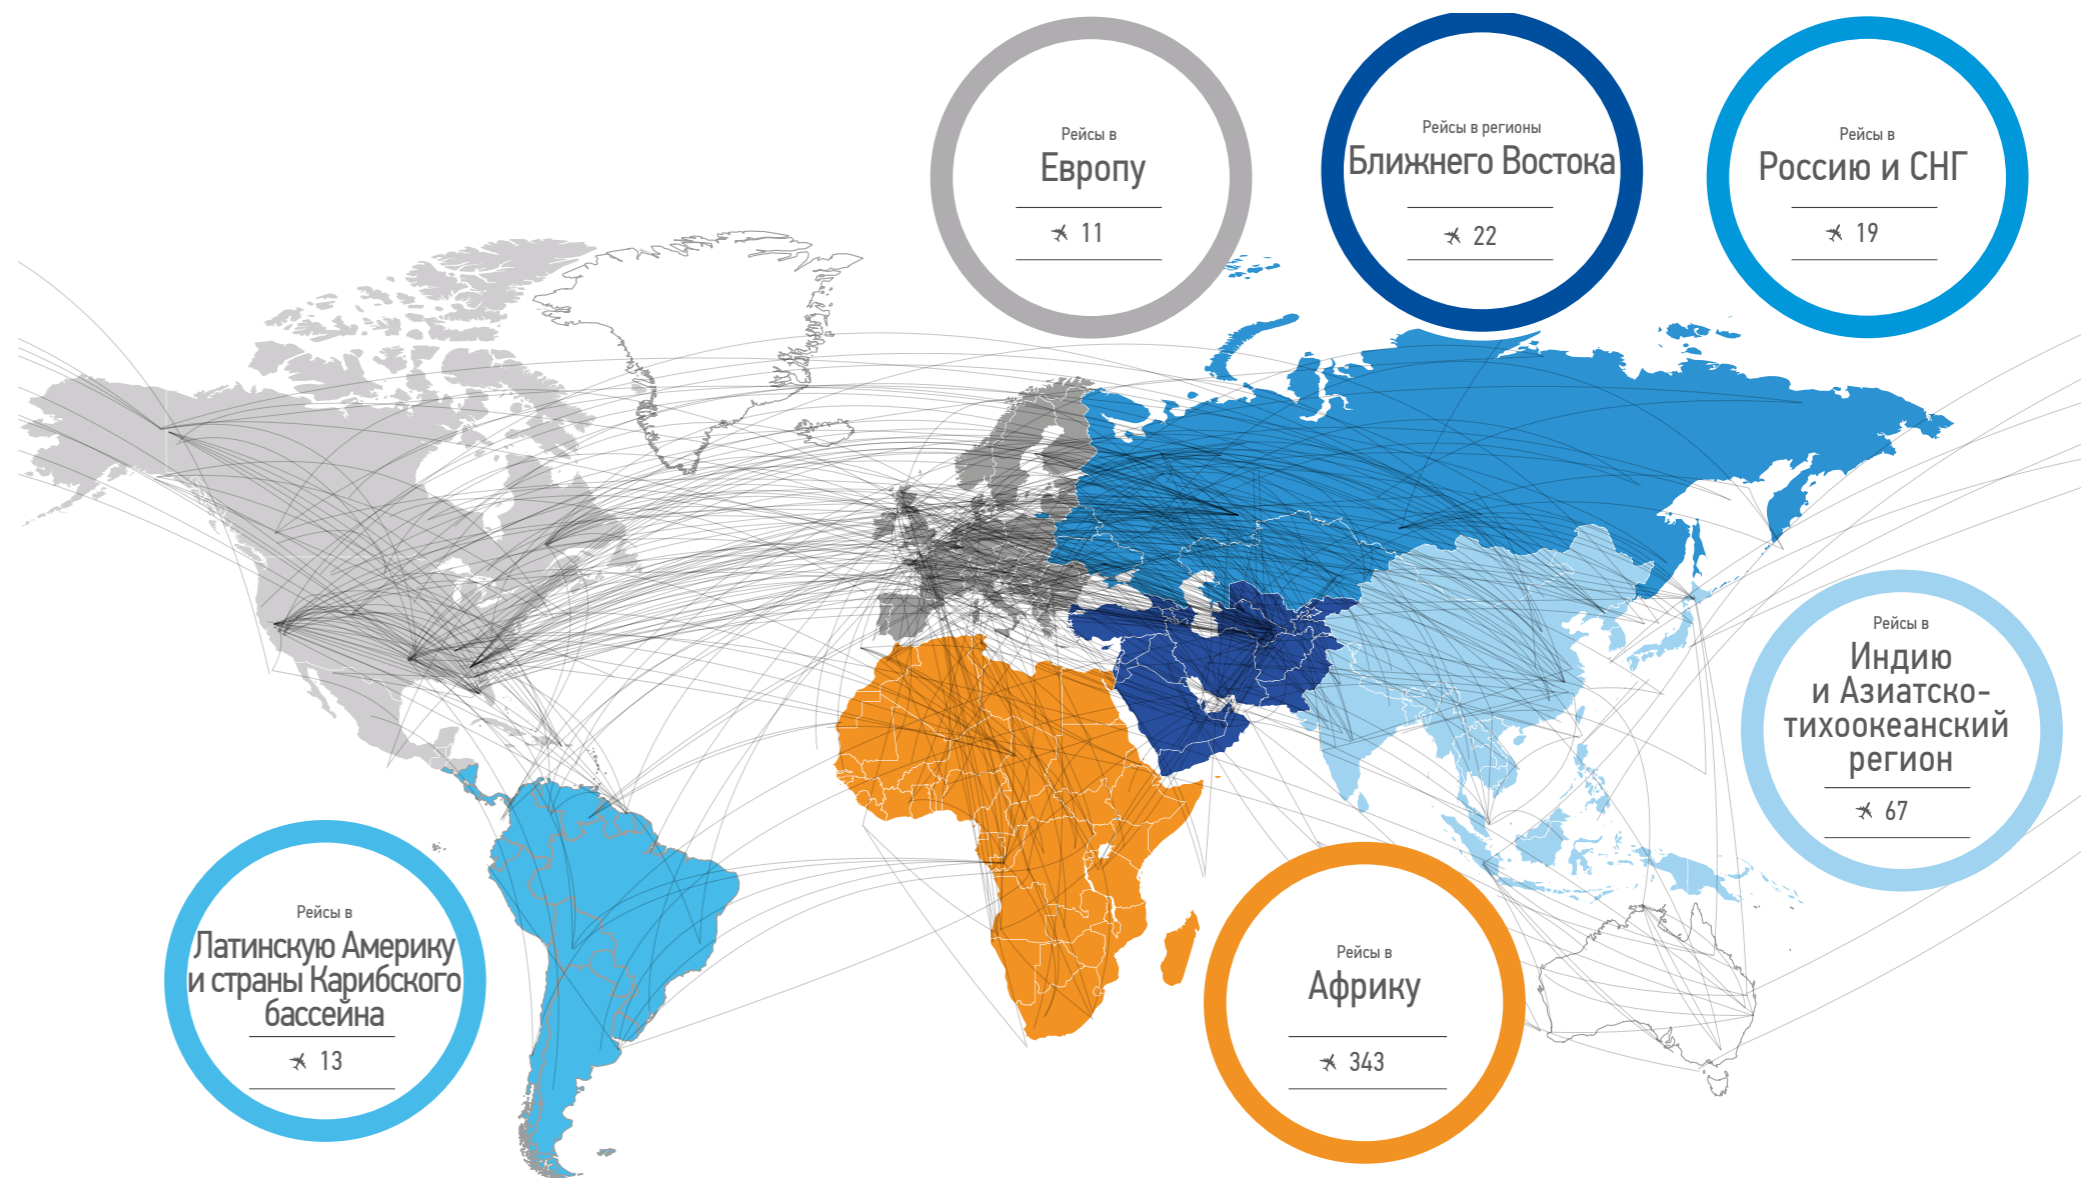 Рейсы в
Европу
11
Рейсы в регионы
Ближнего Востока
22
Рейсы в
Россию и СНГ
19
Рейсы в
Индию
и Азиатско-
тихоокеанский
регион
67
Рейсы в
Латинскую Америку
и страны Карибского
бассейна
13
Рейсы в
Африку
343